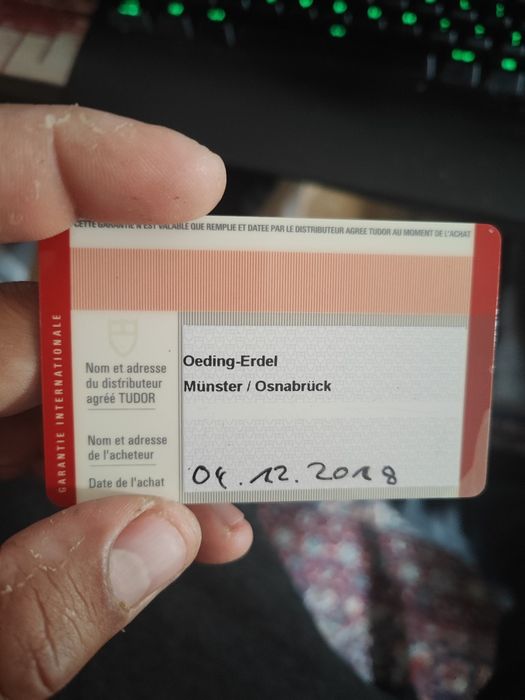 CETTE GARANTIE N'EST VALABLE QUE REMPLIE ET DATEE PAR LE DISTRIBUTEUR AGREE TUDOR AU MOMENT DE L'ACHAT
GARANTIE INTERNATIONALE
Nom et adresse
du distributeur
agréé TUDOR
Oeding-Erdel
Münster / Osnabrück
Nom et adresse
de l'acheteur
Date de l'achat
04.12.2018